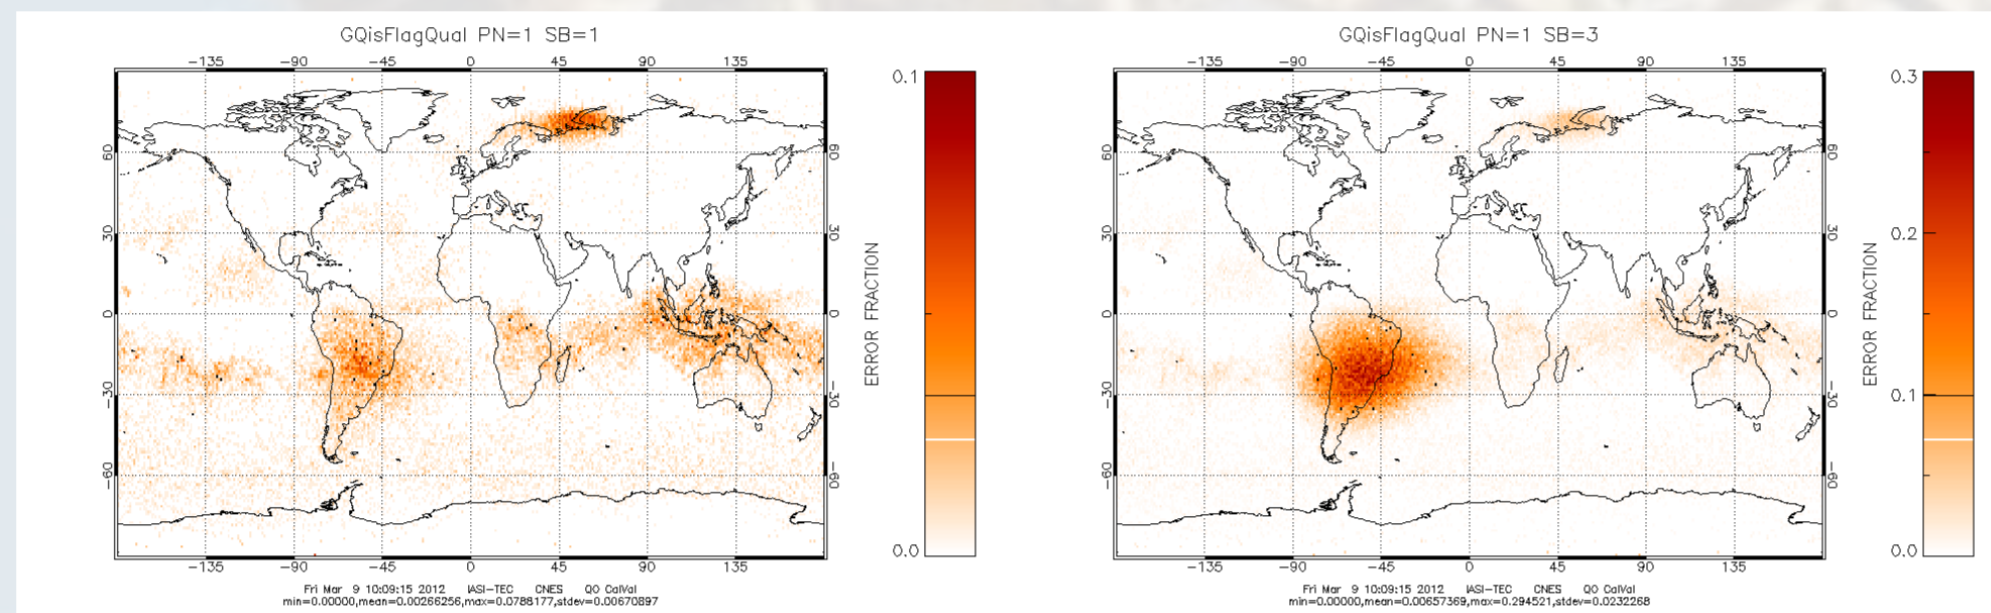 GQisFlagQual PN=1 SB=1
-135 -90 -45 0 45 90 135
60 30 0 -30 -60
60 30 0 -30 -60
-135 -90 -45 0 45 90 135
0.1
0.0
ERROR FRACTION
Fri Mar 9 10:09:15 2012 IASI-TEC CNES QO CalVal
min=0.00000,mean=0.00266256,max=0.0788177,stdev=0.00670897
GQisFlagQual PN=1 SB=3
-135 -90 -45 0 45 90 135
60 30 0 -30 -60
60 30 0 -30 -60
-135 -90 -45 0 45 90 135
0.3
0.2
0.1
0.0
ERROR FRACTION
Fri Mar 9 10:09:15 2012 IASI-TEC CNES QO CalVal
min=0.00000,mean=0.00657369,max=0.294521,stdev=0.0232268